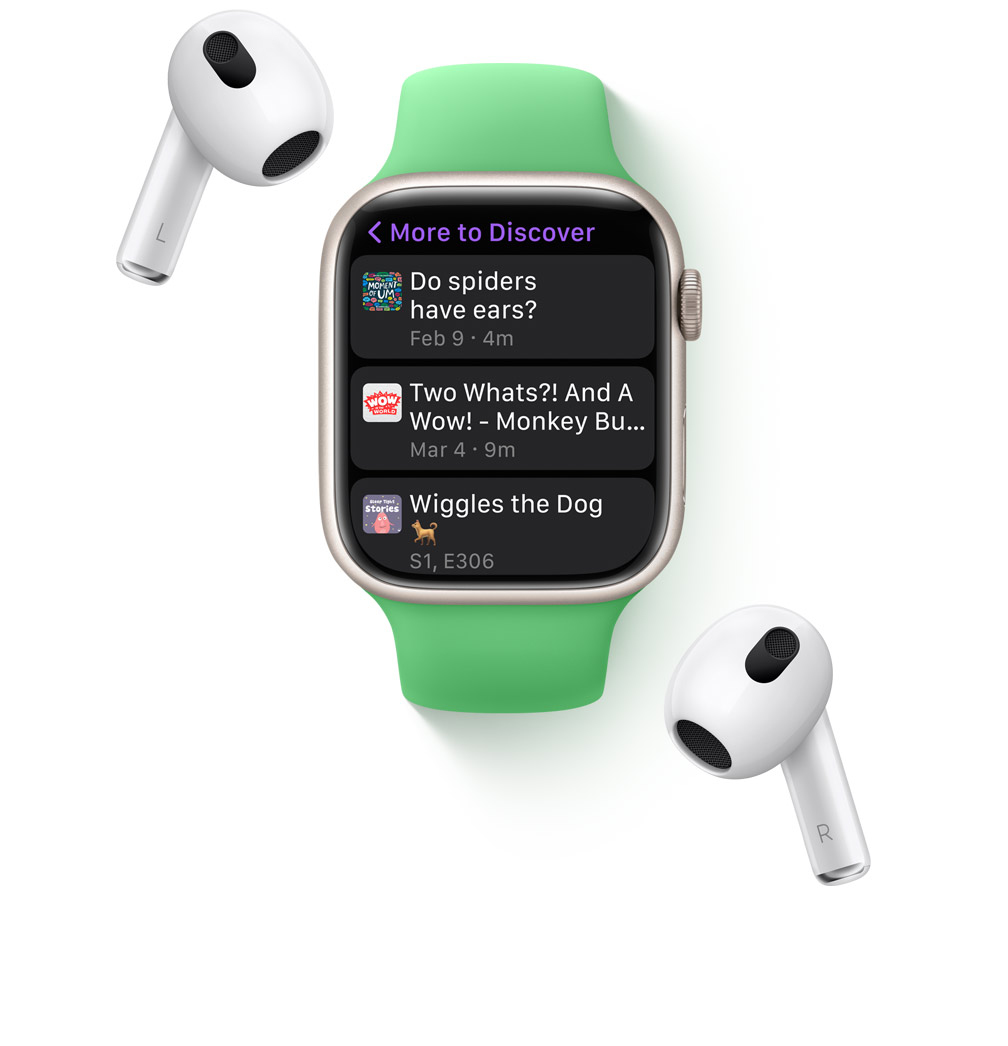 L
More to Discover
MOMENT
OF UM
Do spiders
have ears?
Feb 9 · 4m
WOW
IN THE
WORLD
Two Whats?! And A
Wow! - Monkey Bu...
Mar 4 · 9m
Sleep Tight
Stories
Wiggles the Dog
🐕
S1, E306
R